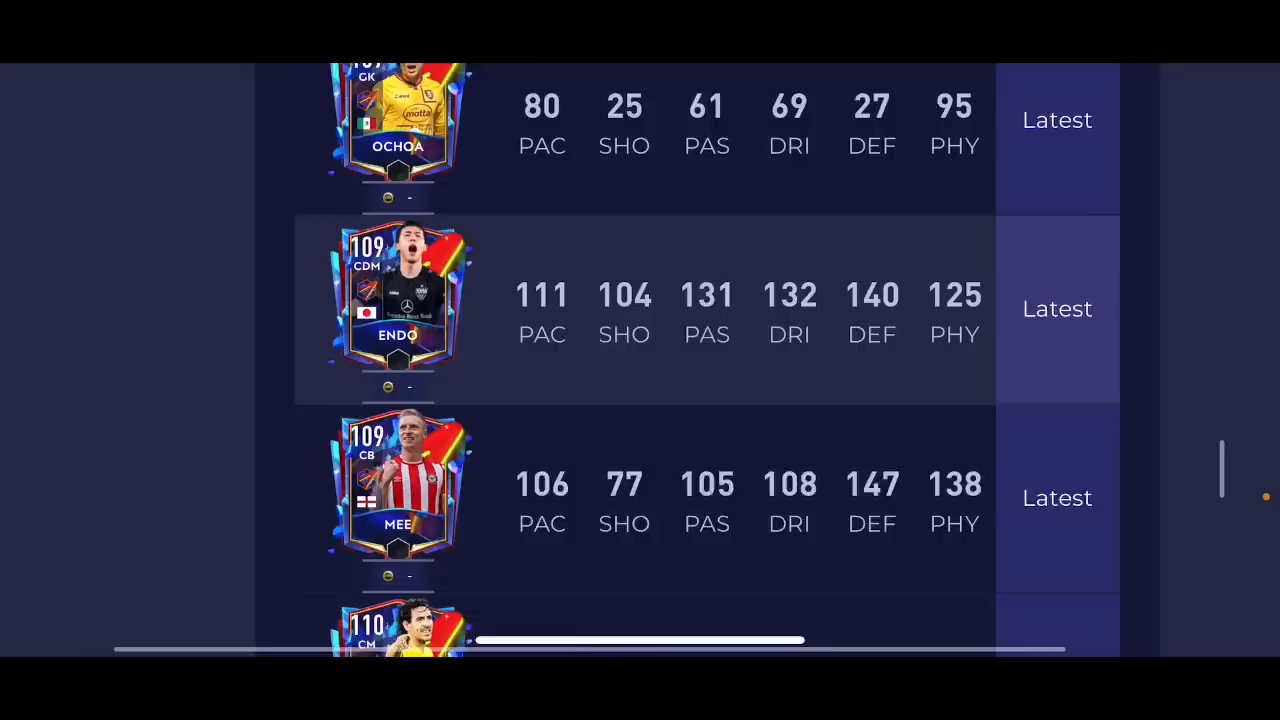 GK
OCHOA
-
80 25 61 69 27 95
PAC SHO PAS DRI DEF PHY
Latest
109
CDM
ENDO
-
111 104 131 132 140 125
PAC SHO PAS DRI DEF PHY
Latest
109
CB
MEE
-
106 77 105 108 147 138
PAC SHO PAS DRI DEF PHY
Latest
110
CM
motta